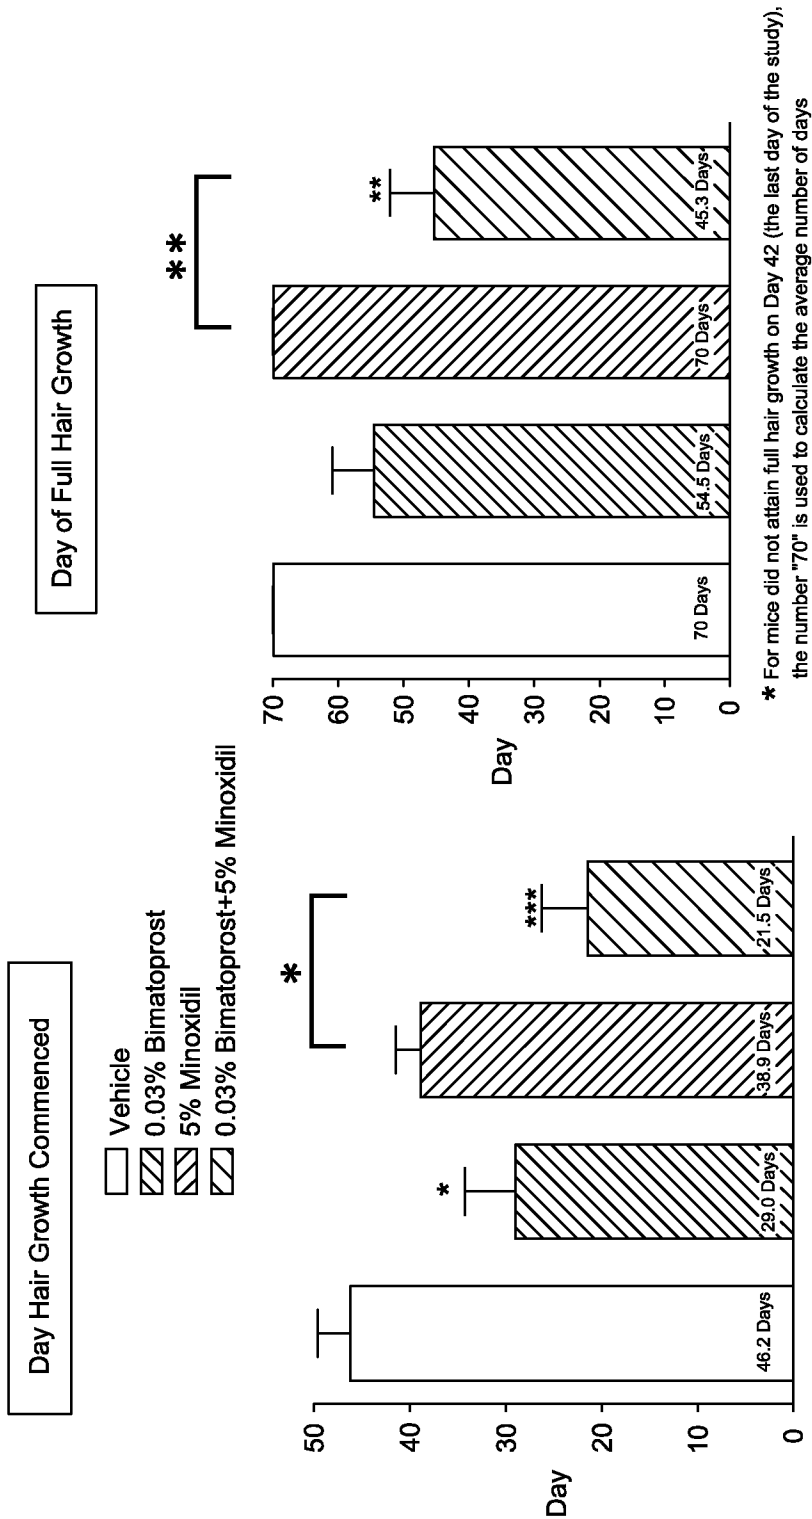 Day Hair Growth Commenced
Vehicle
0.03% Bimatoprost
5% Minoxidil
0.03% Bimatoprost+5% Minoxidil
Day
50
40
30
20
10
0
46.2 Days
29.0 Days
38.9 Days
21.5 Days
*
***
*
Day of Full Hair Growth
Day
70
60
50
40
30
20
10
0
70 Days
54.5 Days
70 Days
45.3 Days
**
**
* For mice did not attain full hair growth on Day 42 (the last day of the study),
the number "70" is used to calculate the average number of days